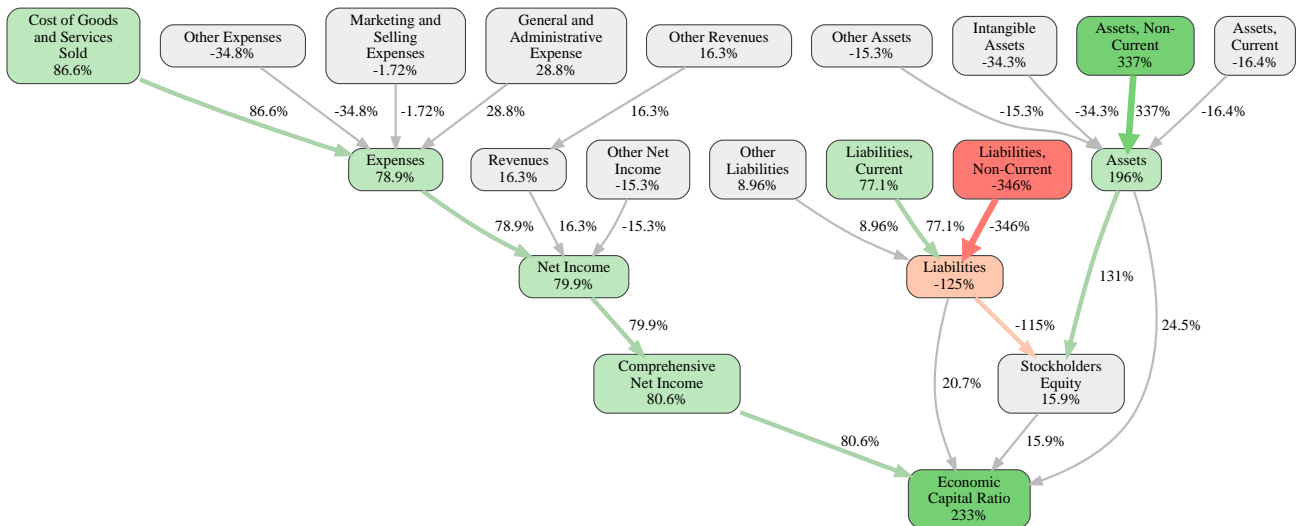 Cost of Goods
and Services
Sold
86.6%
Other Expenses
-34.8%
Marketing and
Selling
Expenses
-1.72%
General and
Administrative
Expense
28.8%
Other Revenues
16.3%
Other Assets
-15.3%
Intangible
Assets
-34.3%
Assets, Non-
Current
337%
Assets,
Current
-16.4%
86.6%
-34.8%
-1.72%
28.8%
16.3%
-15.3%
-34.3%
337%
-16.4%
Expenses
78.9%
Revenues
16.3%
Other Net
Income
-15.3%
Other
Liabilities
8.96%
Liabilities,
Current
77.1%
Liabilities,
Non-Current
-346%
Assets
196%
78.9%
16.3%
-15.3%
8.96%
77.1%
-346%
Net Income
79.9%
Liabilities
-125%
131%
79.9%
-115%
24.5%
Comprehensive
Net Income
80.6%
20.7%
Stockholders
Equity
15.9%
80.6%
15.9%
Economic
Capital Ratio
233%